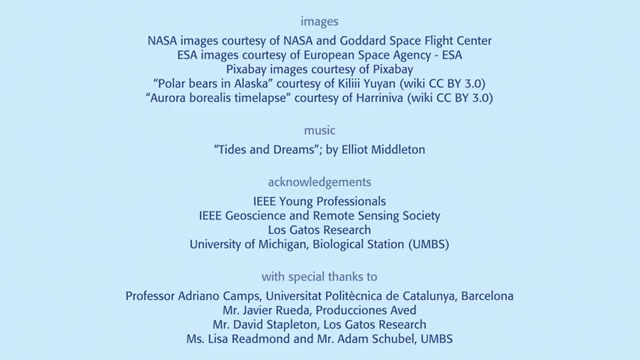 images
NASA images courtesy of NASA and Goddard Space Flight Center
ESA images courtesy of European Space Agency - ESA
Pixabay images courtesy of Pixabay
“Polar bears in Alaska” courtesy of Kiliii Yuyan (wiki CC BY 3.0)
“Aurora borealis timelapse” courtesy of Harriniva (wiki CC BY 3.0)
music
“Tides and Dreams”; by Elliot Middleton
acknowledgements
IEEE Young Professionals
IEEE Geoscience and Remote Sensing Society
Los Gatos Research
University of Michigan, Biological Station (UMBS)
with special thanks to
Professor Adriano Camps, Universitat Politècnica de Catalunya, Barcelona
Mr. Javier Rueda, Producciones Aved
Mr. David Stapleton, Los Gatos Research
Ms. Lisa Readmond and Mr. Adam Schubel, UMBS